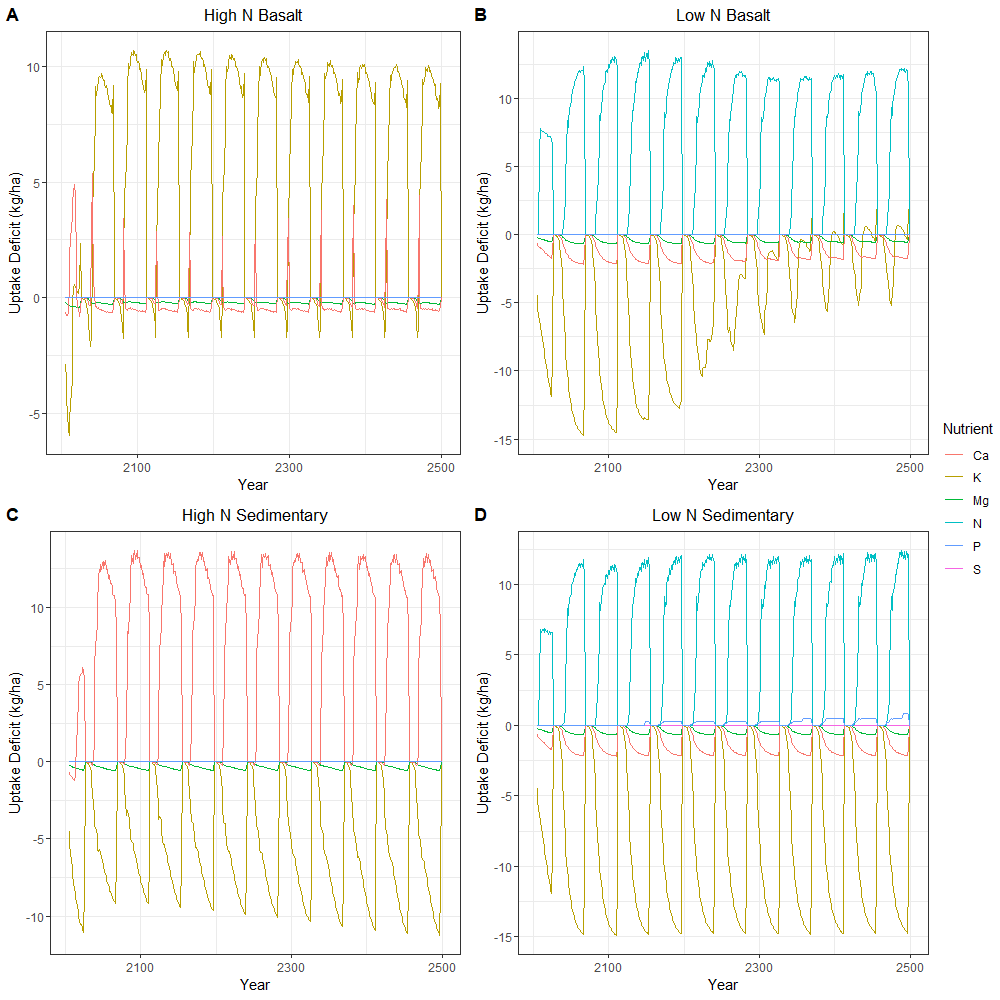 A
High N Basalt
10
5
0
-5
Uptake Deficit (kg/ha)
2100
2300
2500
Year
B
Low N Basalt
10
5
0
-5
-10
-15
Uptake Deficit (kg/ha)
2100
2300
2500
Year
C
High N Sedimentary
10
5
0
-5
-10
Uptake Deficit (kg/ha)
2100
2300
2500
Year
D
Low N Sedimentary
10
5
0
-5
-10
-15
Uptake Deficit (kg/ha)
2100
2300
2500
Year
Nutrient
Ca
K
Mg
N
P
S